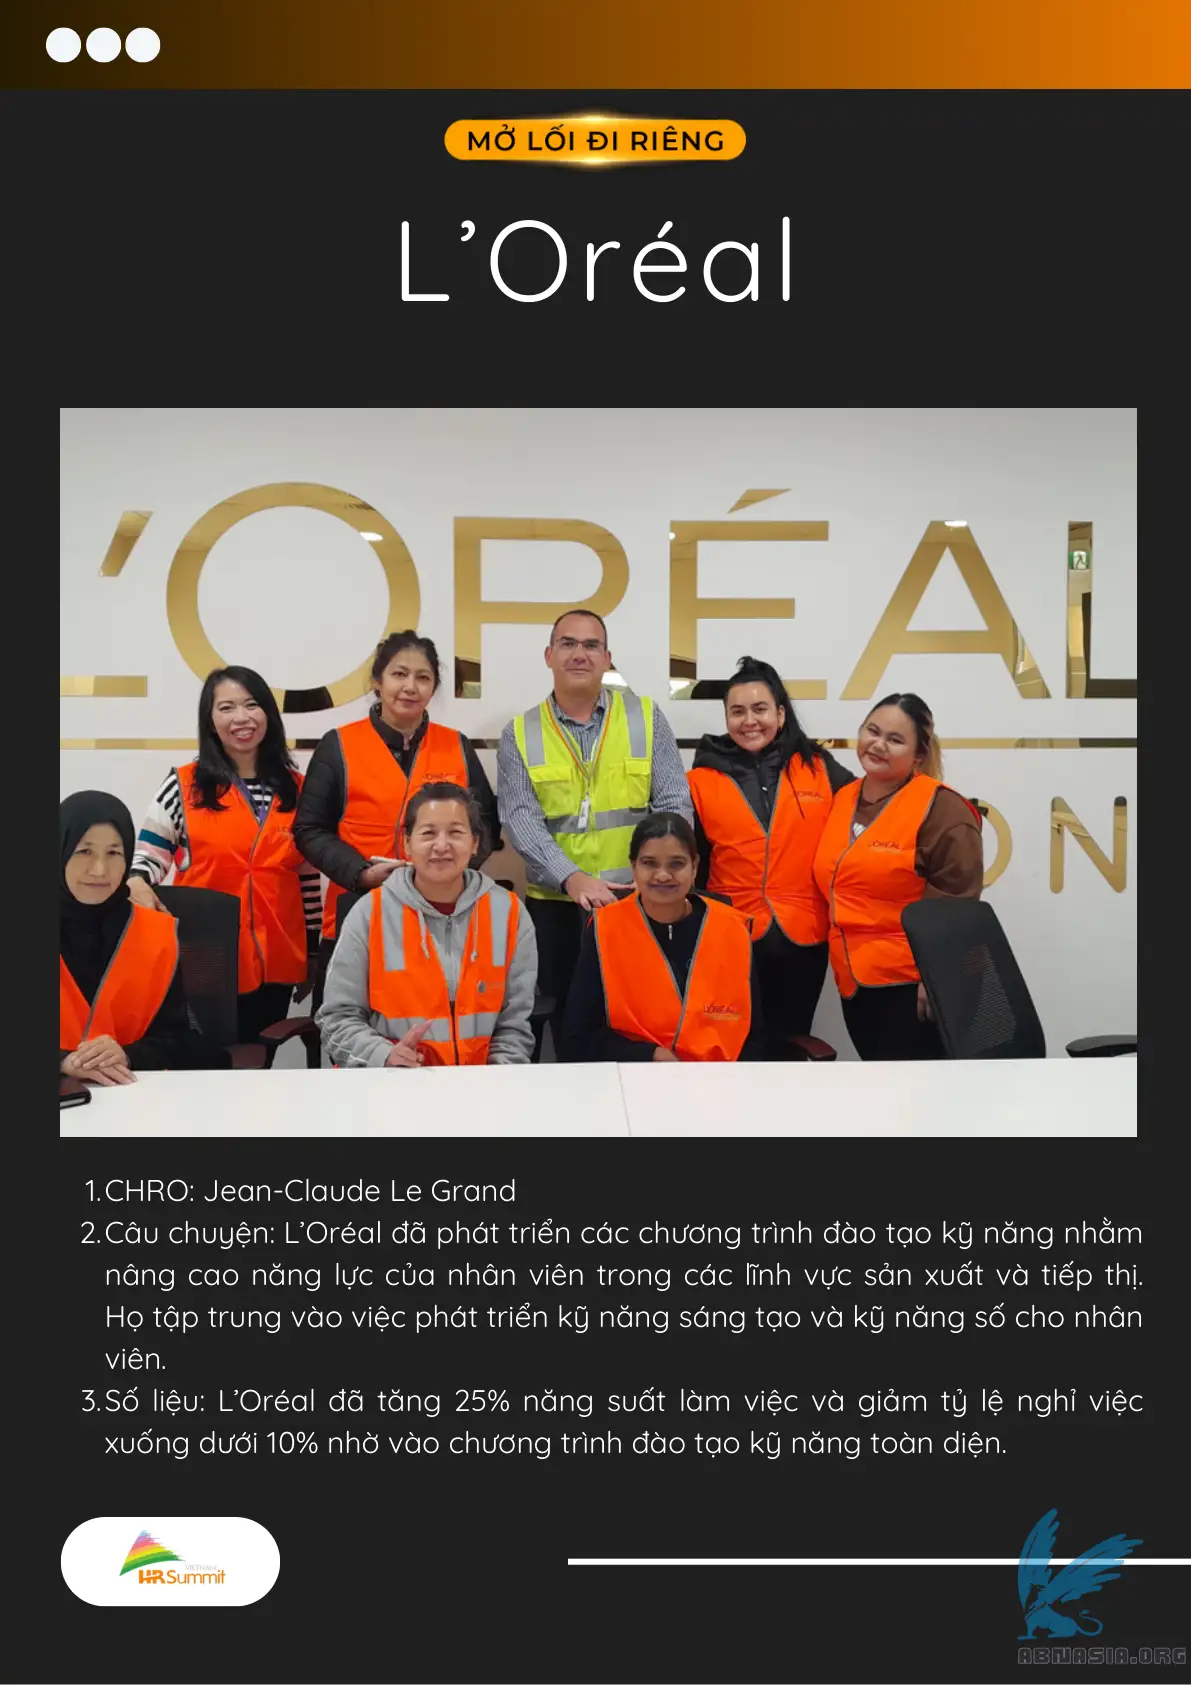 MỞ LỐI ĐI RIÊNG
L’Oréal
L'ORÉAL
ON
L'ORÉAL
L'ORÉAL
1. CHRO: Jean-Claude Le Grand
2. Câu chuyện: L’Oréal đã phát triển các chương trình đào tạo kỹ năng nhằm
nâng cao năng lực của nhân viên trong các lĩnh vực sản xuất và tiếp thị.
Họ tập trung vào việc phát triển kỹ năng sáng tạo và kỹ năng số cho nhân
viên.
3. Số liệu: L’Oréal đã tăng 25% năng suất làm việc và giảm tỷ lệ nghỉ việc
xuống dưới 10% nhờ vào chương trình đào tạo kỹ năng toàn diện.
VIETNAM
HR Summit
ABNASIA.ORG